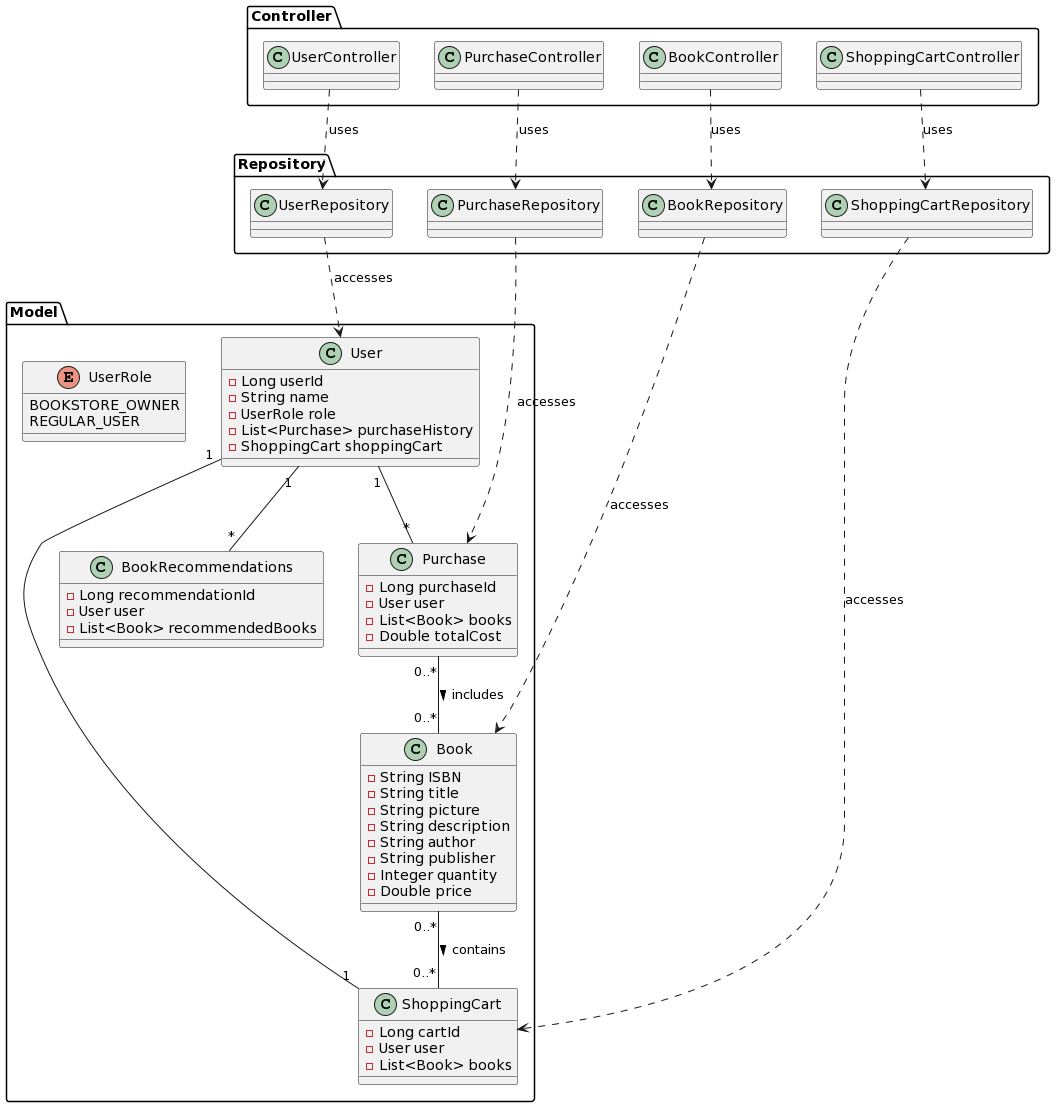 Controller
UserController
PurchaseController
BookController
ShoppingCartController
uses
uses
uses
uses
Repository
UserRepository
PurchaseRepository
BookRepository
ShoppingCartRepository
accesses
accesses
accesses
accesses
Model
UserRole
BOOKSTORE_OWNER
REGULAR_USER
User
Long userId
String name
UserRole role
List<Purchase> purchaseHistory
ShoppingCart shoppingCart
1
1
1
*
*
BookRecommendations
Long recommendationId
User user
List<Book> recommendedBooks
Purchase
Long purchaseId
User user
List<Book> books
Double totalCost
0..*
includes
0..*
Book
String ISBN
String title
String picture
String description
String author
String publisher
Integer quantity
Double price
0..*
contains
0..*
1
ShoppingCart
Long cartId
User user
List<Book> books